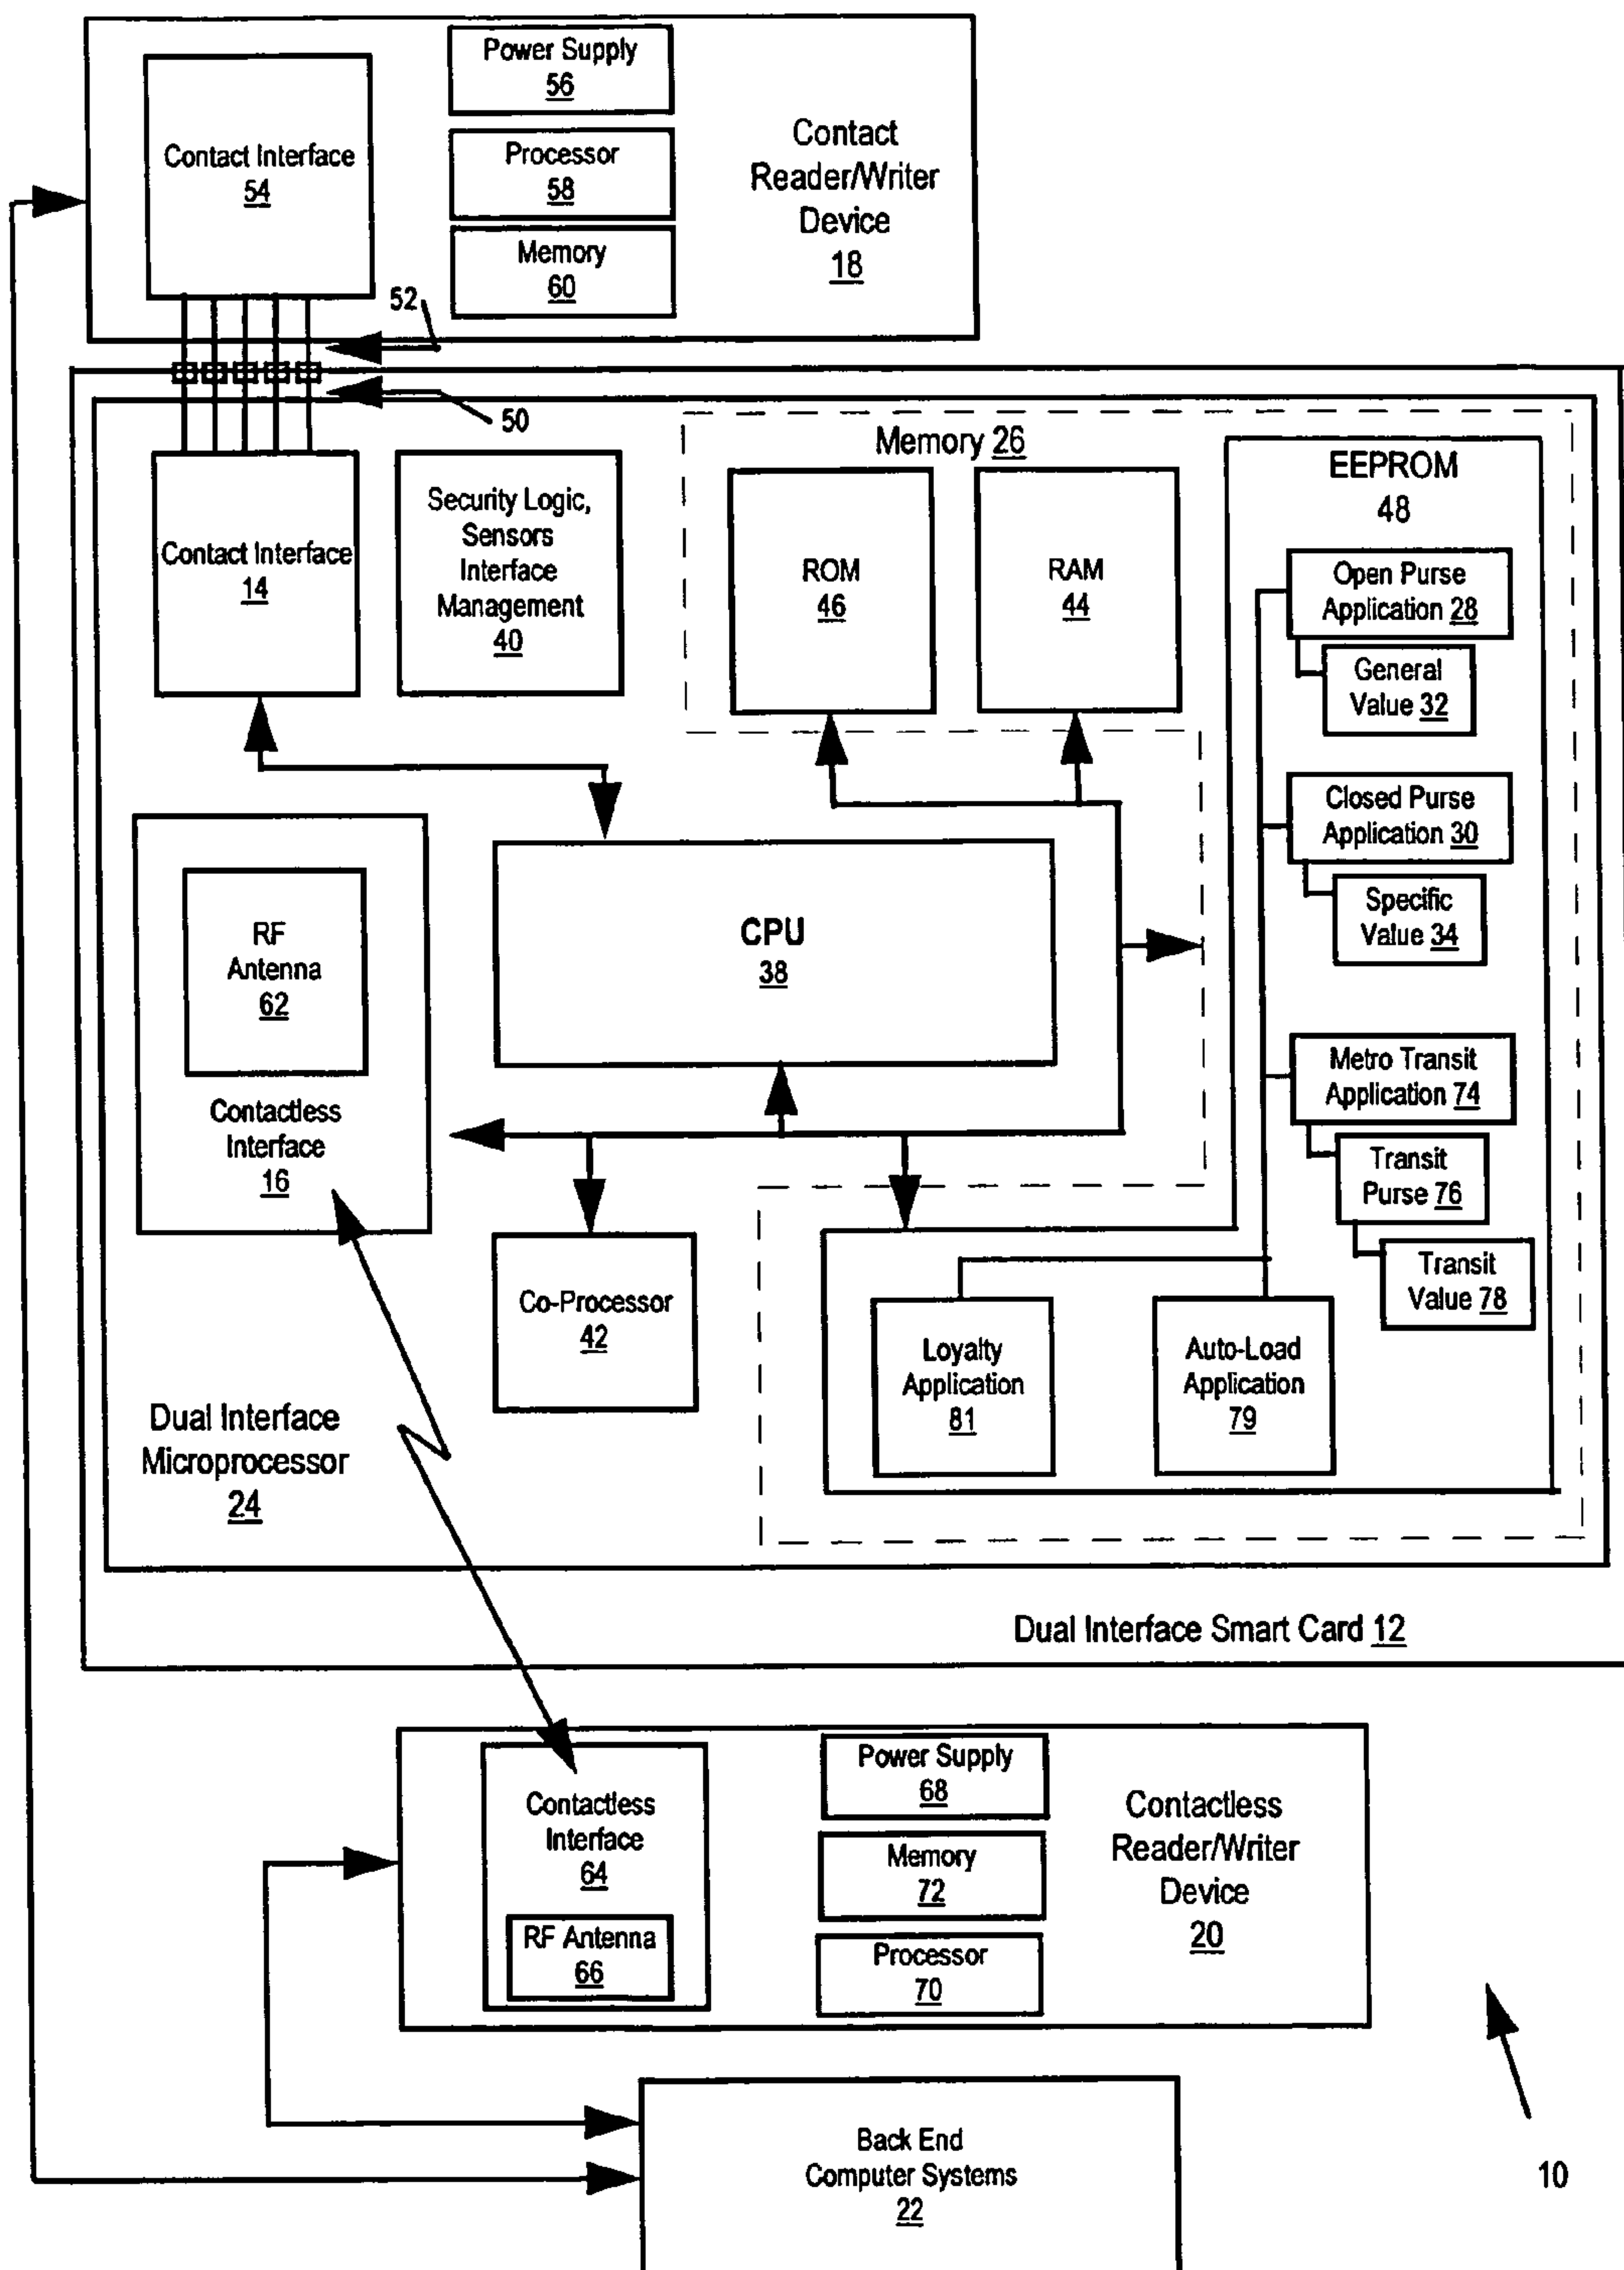 Power Supply
56
Contact Interface
54
Processor
58
Memory
60
Contact
Reader/Writer
Device
18
52
50
Memory 26
EEPROM
48
Contact Interface
14
Security Logic,
Sensors
Interface
Management
40
ROM
46
RAM
44
Open Purse
Application 28
General
Value 32
Closed Purse
Application 30
Specific
Value 34
RF
Antenna
62
Contactless
Interface
16
CPU
38
Metro Transit
Application 74
Transit
Purse 76
Transit
Value 78
Co-Processor
42
Loyalty
Application
81
Auto-Load
Application
79
Dual Interface
Microprocessor
24
Dual Interface Smart Card 12
Contactless
Interface
64
RF Antenna
66
Power Supply
68
Memory
72
Processor
70
Contactless
Reader/Writer
Device
20
Back End
Computer Systems
22
10